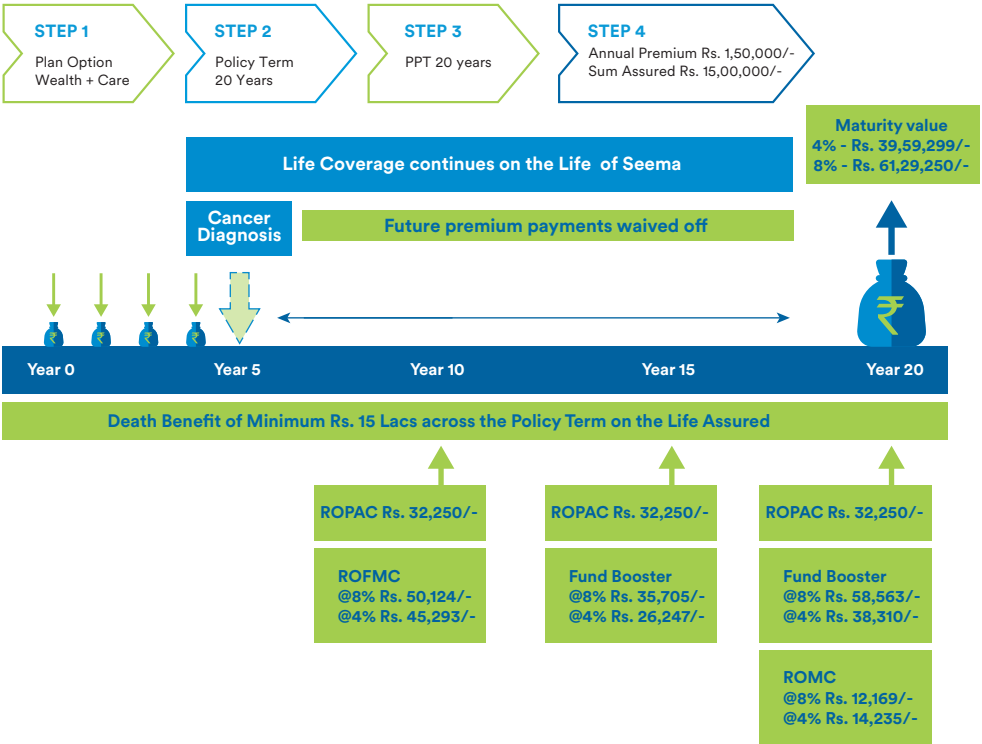 STEP 1
Plan Option
Wealth + Care
STEP 2
Policy Term
20 Years
STEP 3
PPT 20 years
STEP 4
Annual Premium Rs. 1,50,000/-
Sum Assured Rs. 15,00,000/-
Maturity value
4% - Rs. 39,59,299/-
8% - Rs. 61,29,250/-
Life Coverage continues on the Life of Seema
Cancer
Diagnosis
Future premium payments waived off
₹
₹
₹
₹
₹
Year 0
Year 5
Year 10
Year 15
Year 20
Death Benefit of Minimum Rs. 15 Lacs across the Policy Term on the Life Assured
ROPAC Rs. 32,250/-
ROFMC
@8% Rs. 50,124/-
@4% Rs. 45,293/-
ROPAC Rs. 32,250/-
Fund Booster
@8% Rs. 35,705/-
@4% Rs. 26,247/-
ROPAC Rs. 32,250/-
Fund Booster
@8% Rs. 58,563/-
@4% Rs. 38,310/-
ROMC
@8% Rs. 12,169/-
@4% Rs. 14,235/-